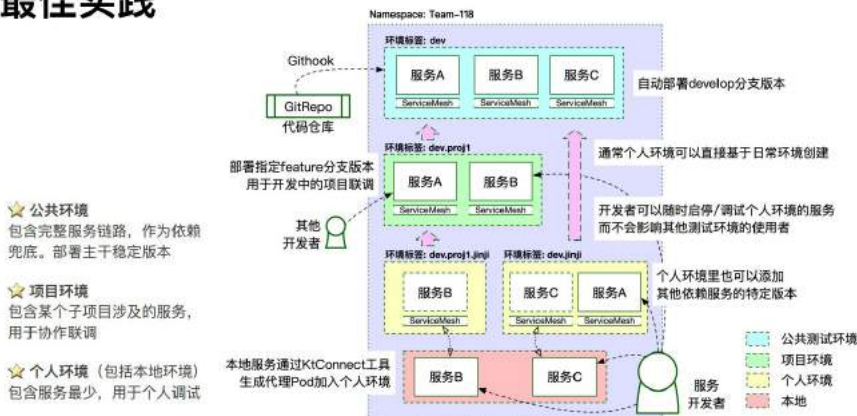 最佳实践
Namespace: Team-118
环境标签: dev
Githook
服务A
服务B
服务C
ServiceMesh
ServiceMesh
ServiceMesh
自动部署develop分支版本
GitRepo
代码仓库
环境标签: dev.proj1
通常个人环境可以直接基于日常环境创建
部署指定feature分支版本
用于开发中的项目联调
服务A
服务B
ServiceMesh
ServiceMesh
☆ 公共环境
包含完整服务链路，作为依赖
兜底。部署主干稳定版本
开发者可以随时启停/调试个人环境的服务
而不会影响其他测试环境的使用者
其他
开发者
环境标签: dev.proj1.jinji
环境标签: dev.jinji
☆ 项目环境
包含某个子项目涉及的服务，
用于协作联调
服务B
服务C
服务A
ServiceMesh
ServiceMesh
ServiceMesh
个人环境里也可以添加
其他依赖服务的特定版本
☆ 个人环境（包括本地环境）
包含服务最少，用于个人调试
本地服务通过KtConnect工具
生成代理Pod加入个人环境
服务B
服务C
服务
开发者
公共测试环境
项目环境
个人环境
本地